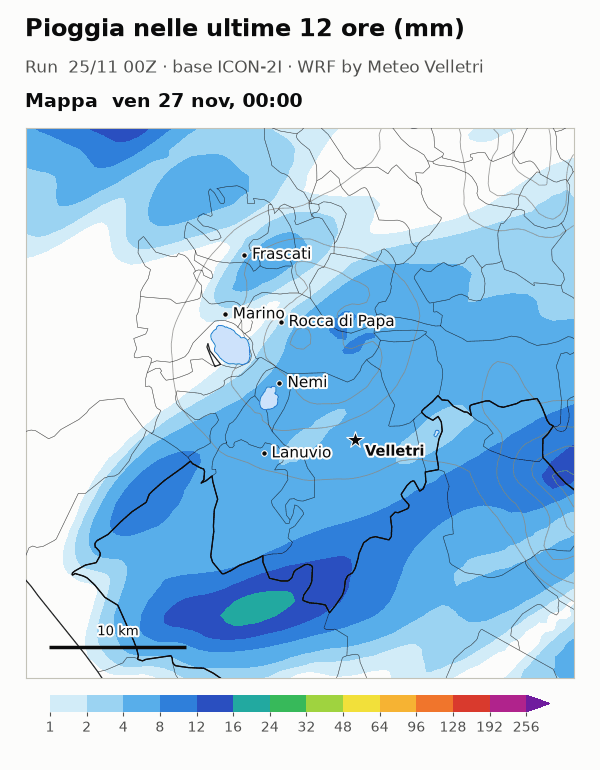 Pioggia nelle ultime 12 ore (mm)
Run  25/11 00Z · base ICON-2I · WRF by Meteo Velletri
Mappa  ven 27 nov, 00:00
Frascati
Marino
Rocca di Papa
Nemi
Velletri
Lanuvio
10 km
1 2 4 8 12 16 24 32 48 64 96 128 192 256